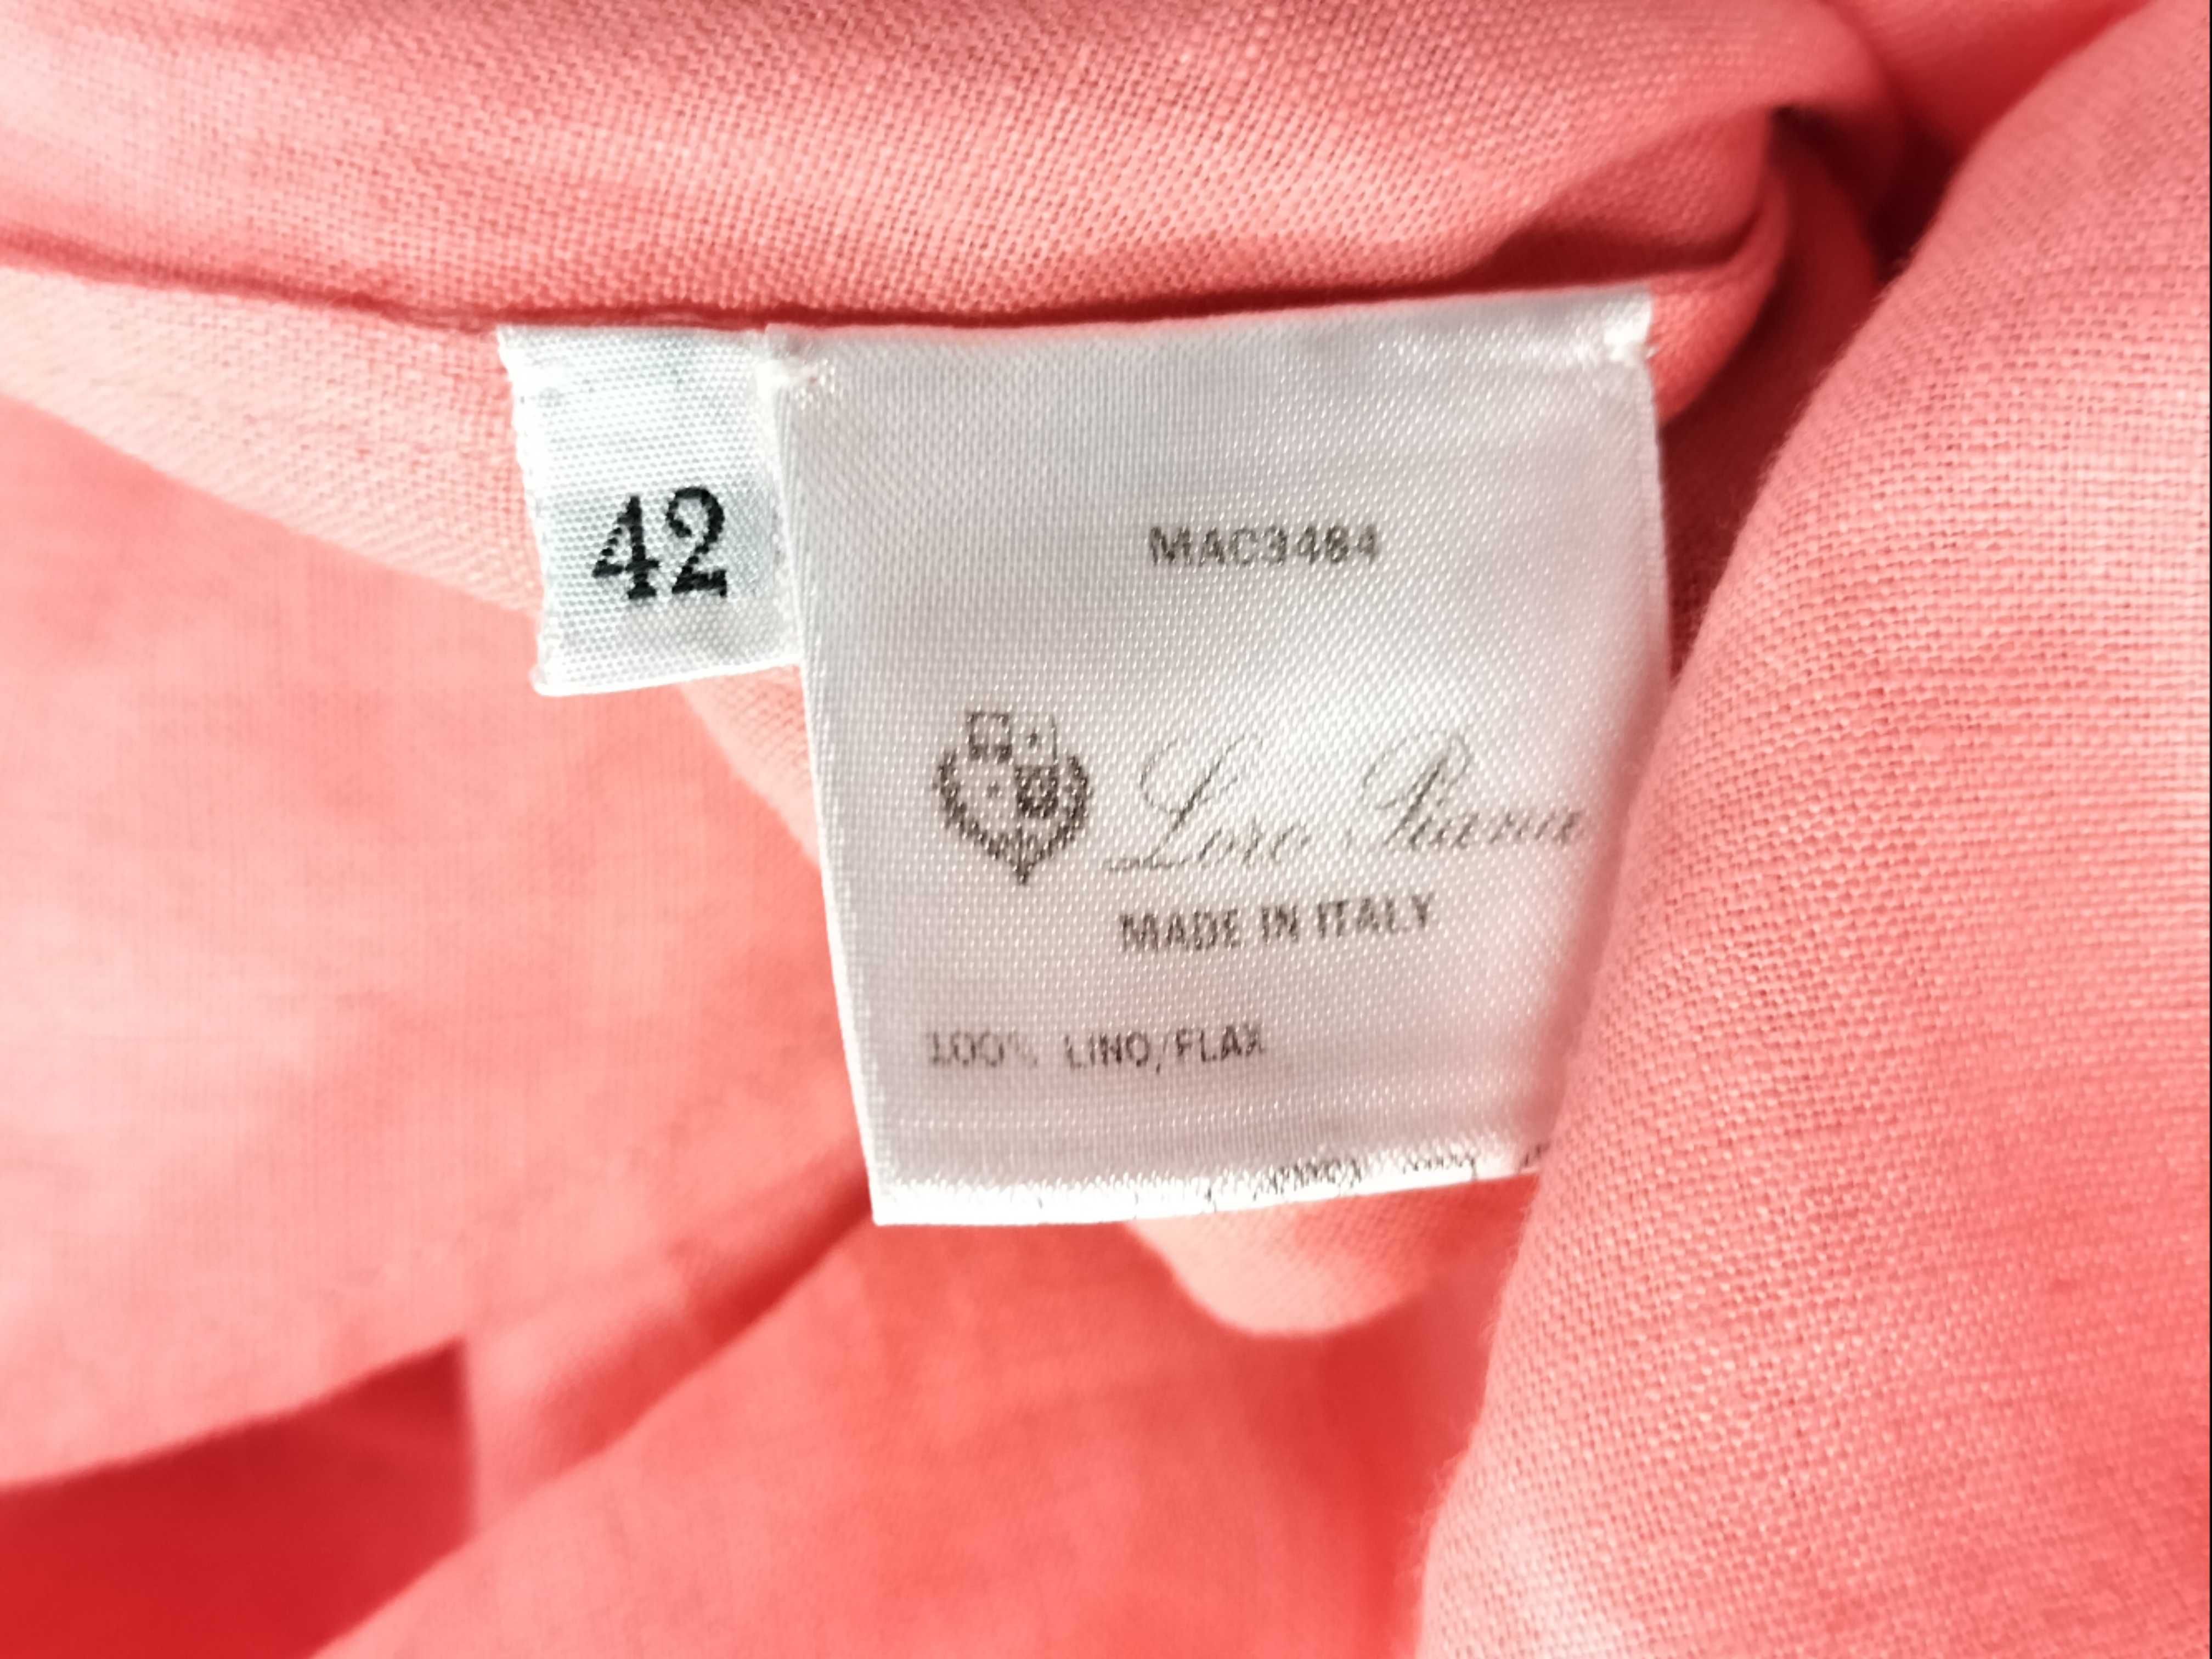 42
MAC3484
Loro Piana
MADE IN ITALY
100% LINO/FLAX